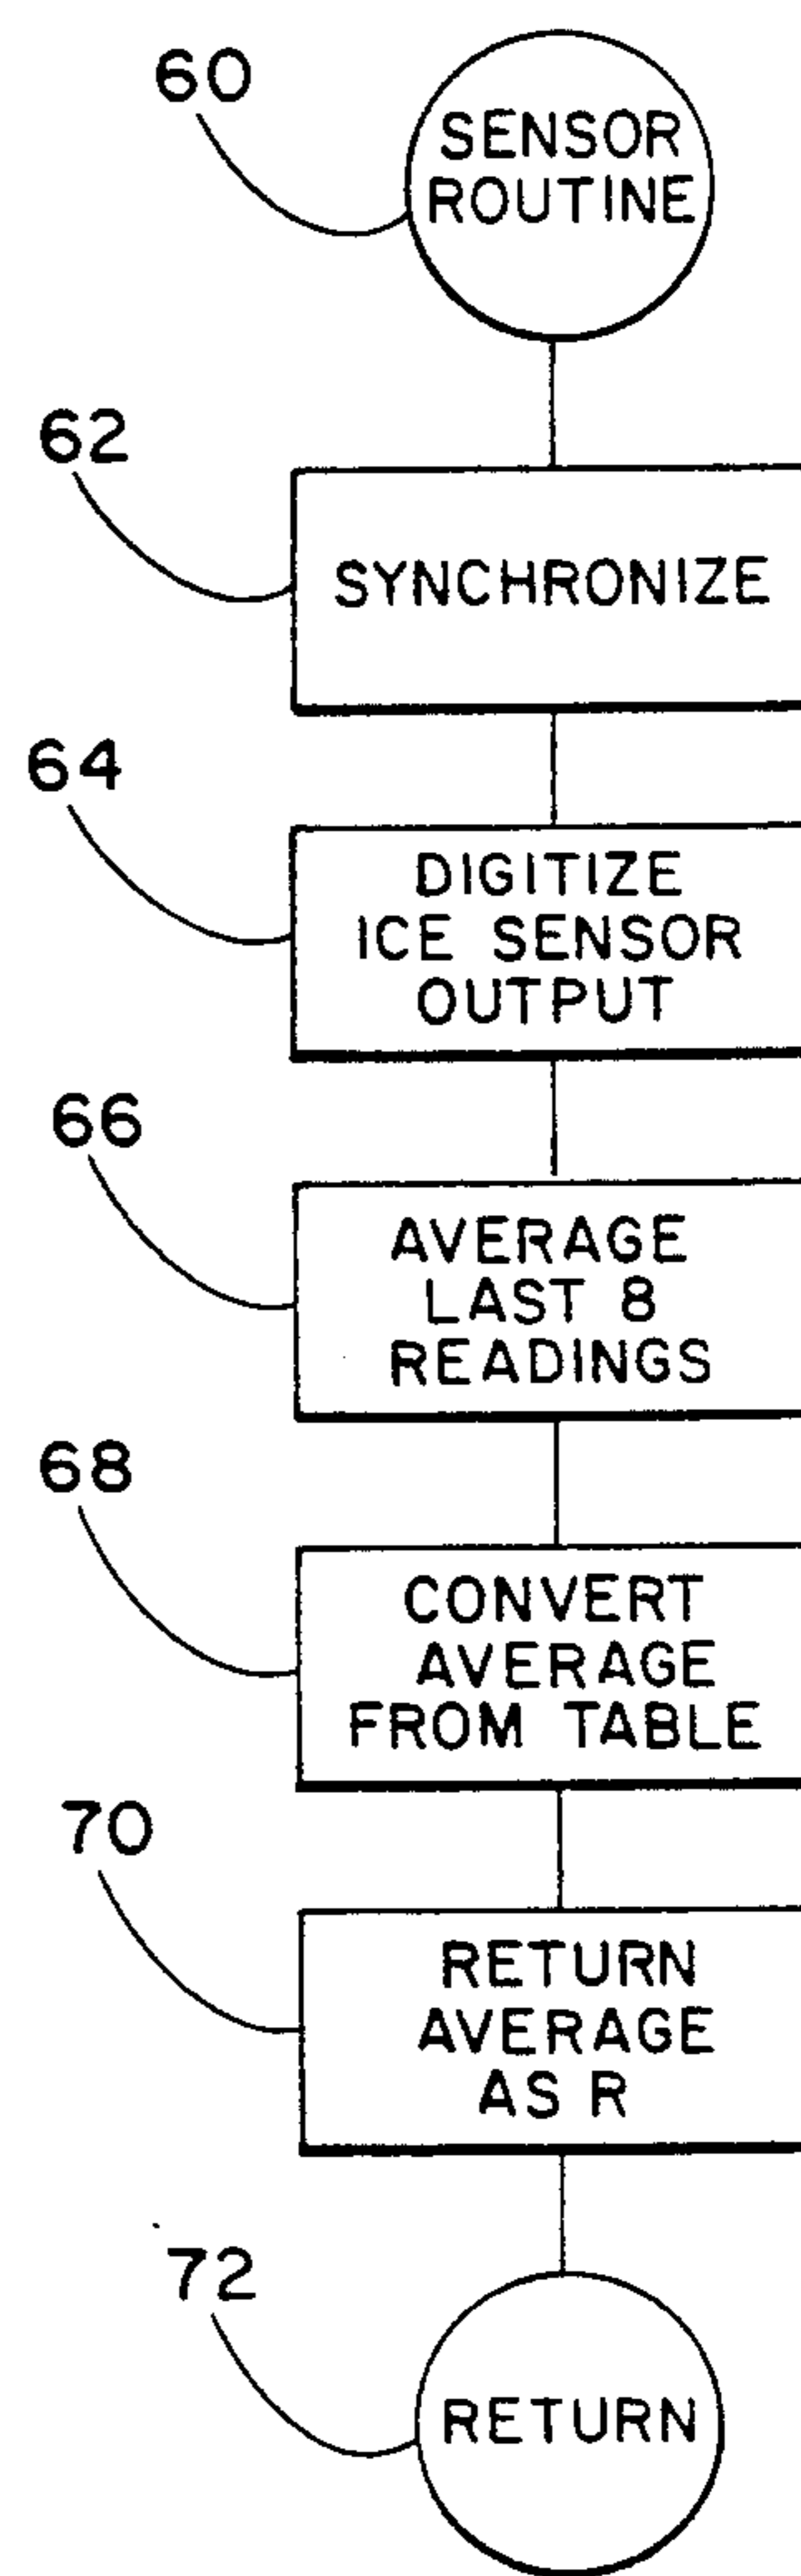 60
SENSOR
ROUTINE
62
SYNCHRONIZE
64
DIGITIZE
ICE SENSOR
OUTPUT
66
AVERAGE
LAST 8
READINGS
68
CONVERT
AVERAGE
FROM TABLE
70
RETURN
AVERAGE
AS R
72
RETURN